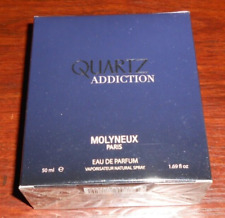 QUARTZ
ADDICTION
MOLYNEUX
PARIS
EAU DE PARFUM
VAPORISATEUR NATURAL SPRAY
50 ml e
1.69 fl oz